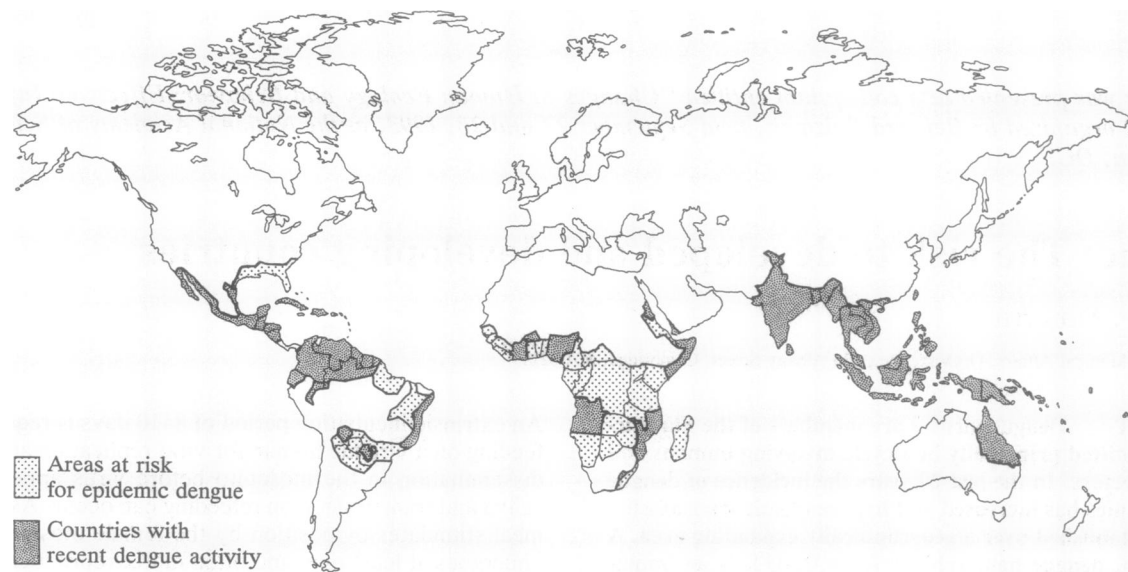 Areas at risk
for epidemic dengue
Countries with
recent dengue activity